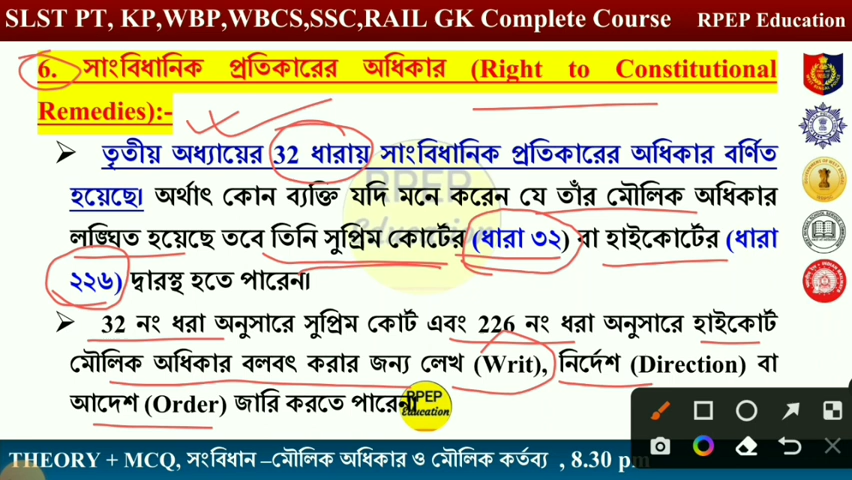 SLST PT, KP,WBP,WBCS,SSC,RAIL GK Complete Course RPEP Education
6. সাংবিধানিক প্রতিকারের অধিকার (Right to Constitutional
Remedies):-
তৃতীয় অধ্যায়ের 32 ধারায় সাংবিধানিক প্রতিকারের অধিকার বর্ণিত
হয়েছে। অর্থাৎ কোন ব্যক্তি যদি মনে করেন যে তাঁর মৌলিক অধিকার
লঙ্ঘিত হয়েছে তবে তিনি সুপ্রিম কোর্টের (ধারা ৩২) বা হাইকোর্টের (ধারা
২২৬) দ্বারস্থ হতে পারেন।
32 নং ধরা অনুসারে সুপ্রিম কোর্ট এবং 226 নং ধরা অনুসারে হাইকোর্ট
মৌলিক অধিকার বলবৎ করার জন্য লেখ (Writ), নির্দেশ (Direction) বা
আদেশ (Order) জারি করতে পারেন।
RPEP
Education
THEORY + MCQ, সংবিধান –মৌলিক অধিকার ও মৌলিক কর্তব্য , 8.30 pm